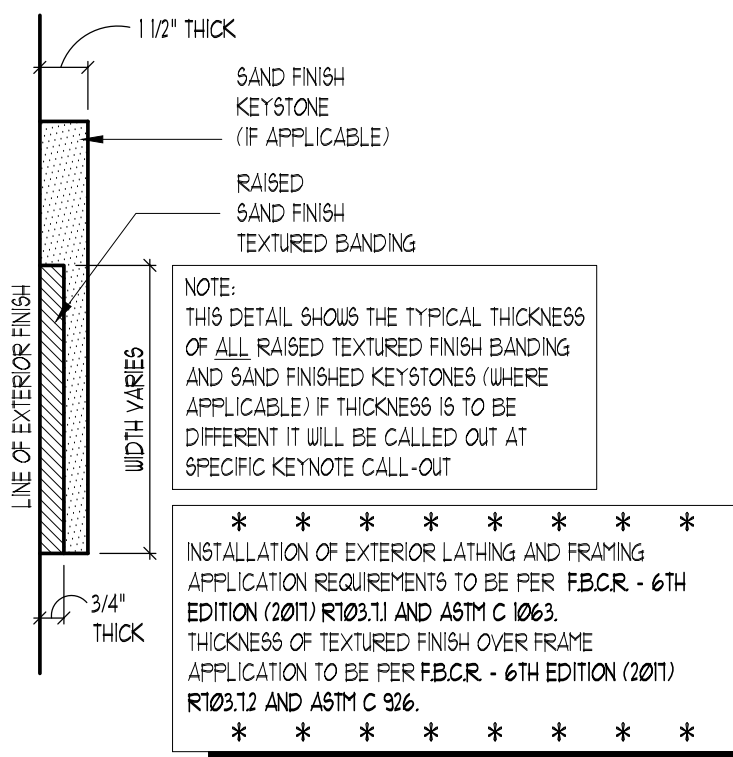 1 1/2" THICK
SAND FINISH
KEYSTONE
(IF APPLICABLE)
RAISED
SAND FINISH
TEXTURED BANDING
LINE OF EXTERIOR FINISH
WIDTH VARIES
NOTE:
THIS DETAIL SHOWS THE TYPICAL THICKNESS
OF ALL RAISED TEXTURED FINISH BANDING
AND SAND FINISHED KEYSTONES (WHERE
APPLICABLE) IF THICKNESS IS TO BE
DIFFERENT IT WILL BE CALLED OUT AT
SPECIFIC KEYNOTE CALL-OUT
3/4"
THICK
* * * * * * * *
INSTALLATION OF EXTERIOR LATHING AND FRAMING
APPLICATION REQUIREMENTS TO BE PER F.B.C.R. - 6TH
EDITION (2017) R703.7.1 AND ASTM C 1063.
THICKNESS OF TEXTURED FINISH OVER FRAME
APPLICATION TO BE PER F.B.C.R. - 6TH EDITION (2017)
R703.7.2 AND ASTM C 926.
* * * * * * * *